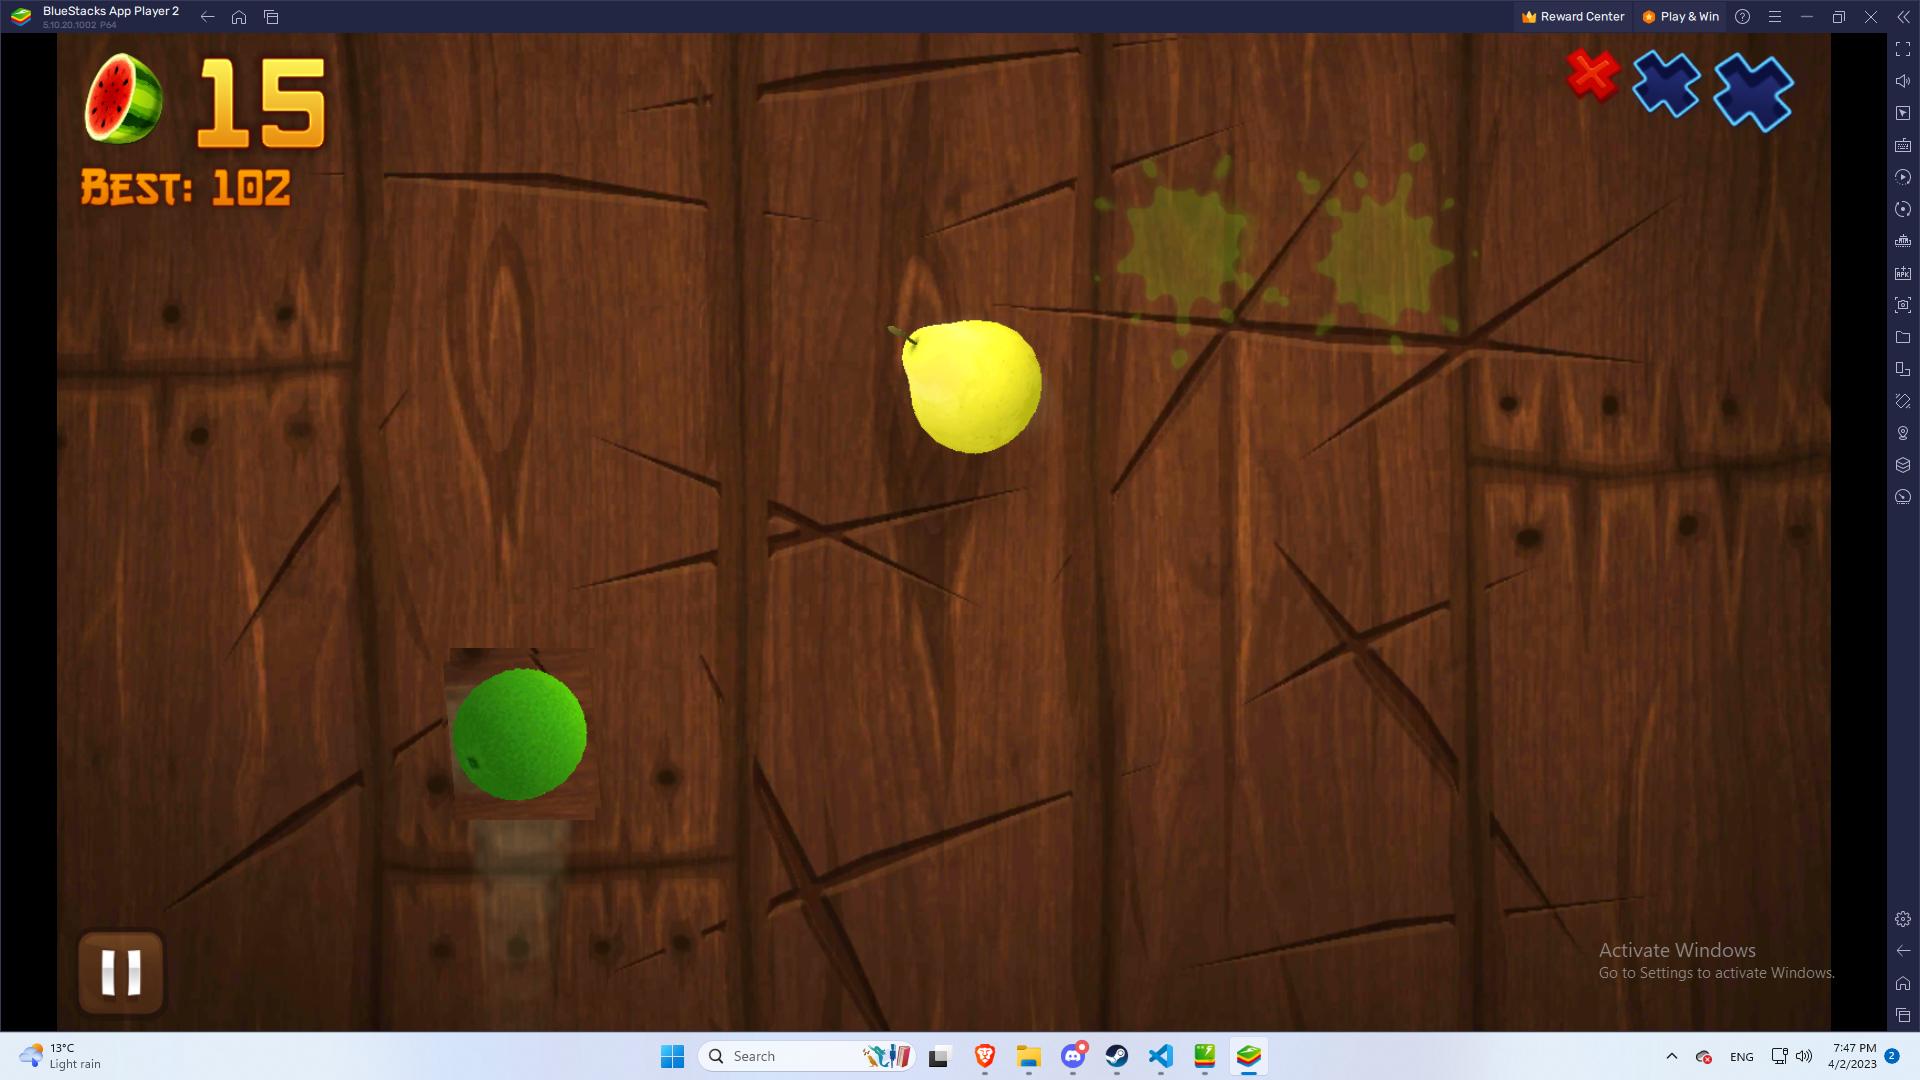 BlueStacks App Player 2
5.10.20.1002 P64
Reward Center
Play & Win
15
BEST: 102
Activate Windows
Go to Settings to activate Windows.
13°C
Light rain
Search
ENG
7:47 PM
4/2/2023
2